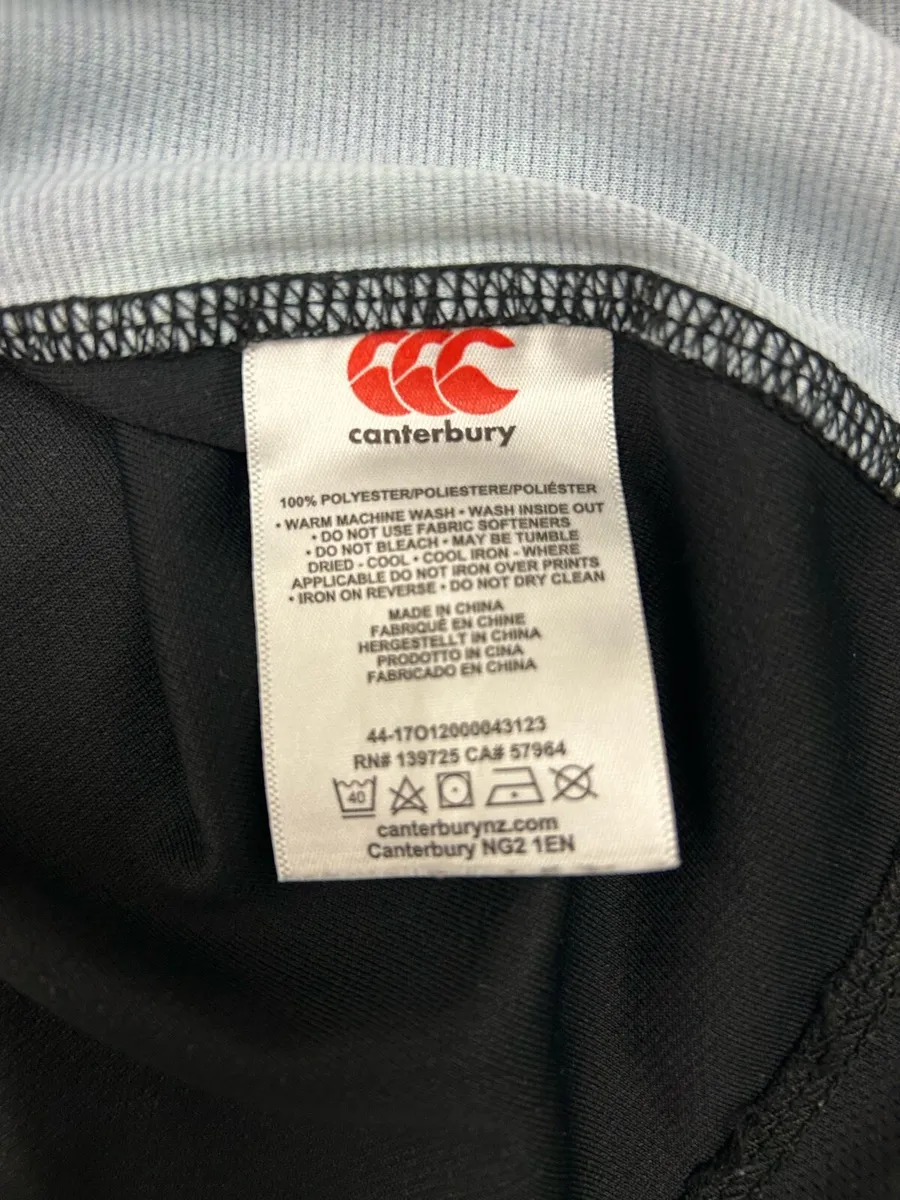 canterbury
100% POLYESTER/POLIESTERE/POLIÉSTER
• WARM MACHINE WASH • WASH INSIDE OUT
• DO NOT USE FABRIC SOFTENERS
• DO NOT BLEACH • MAY BE TUMBLE
DRIED - COOL • COOL IRON - WHERE
APPLICABLE DO NOT IRON OVER PRINTS
• IRON ON REVERSE • DO NOT DRY CLEAN
MADE IN CHINA
FABRIQUÉ EN CHINE
HERGESTELLT IN CHINA
PRODOTTO IN CINA
FABRICADO EN CHINA
44-17O12000043123
RN# 139725 CA# 57964
40
canterburynz.com
Canterbury NG2 1EN